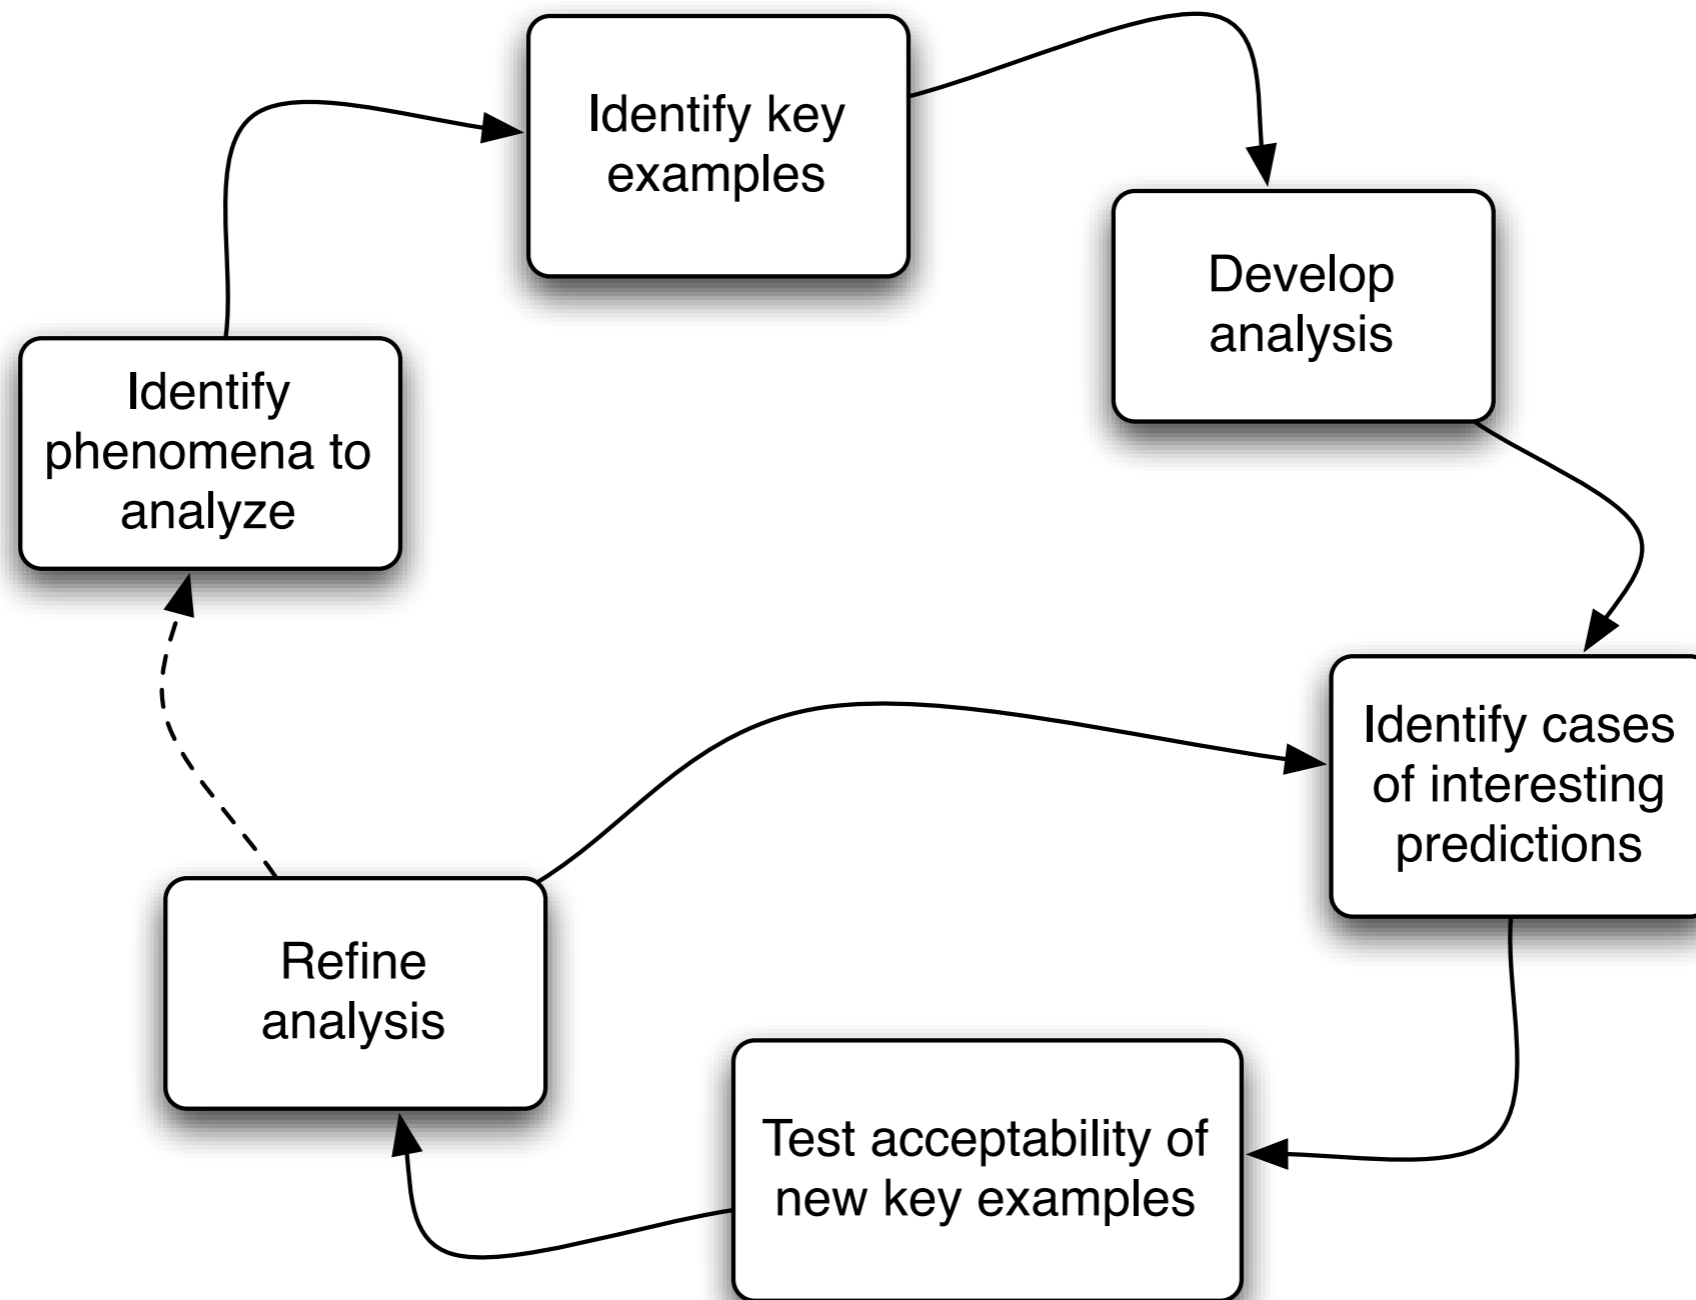 Identify key
examples
Develop
analysis
Identify
phenomena to
analyze
Identify cases
of interesting
predictions
Refine
analysis
Test acceptability of
new key examples